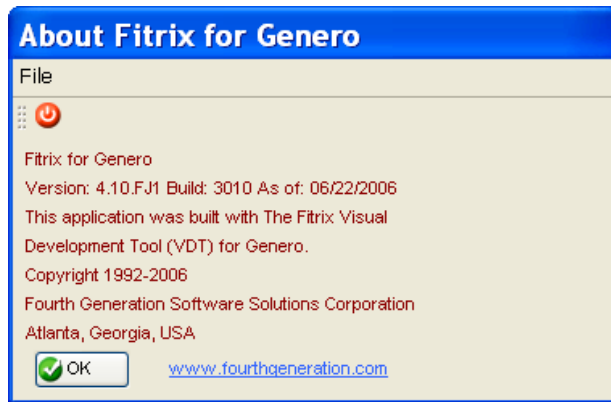 About Fitrix for Genero
File
Fitrix for Genero
Version: 4.10.FJ1 Build: 3010 As of: 06/22/2006
This application was built with The Fitrix Visual
Development Tool (VDT) for Genero.
Copyright 1992-2006
Fourth Generation Software Solutions Corporation
Atlanta, Georgia, USA
OK www.fourthgeneration.com